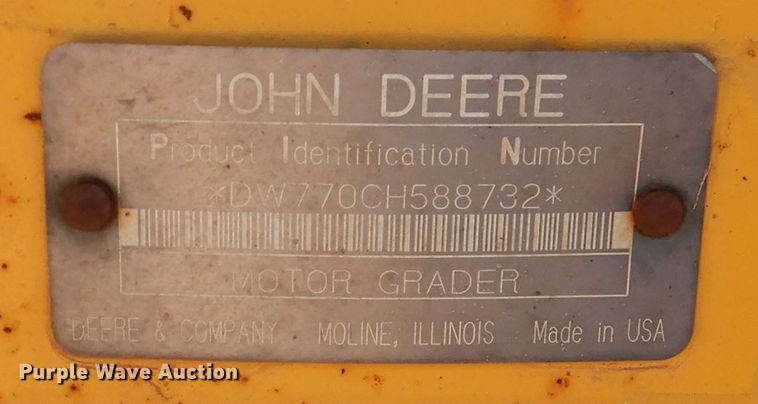 JOHN DEERE
Product Identification Number
*DW770CH588732*
MOTOR GRADER
DEERE & COMPANY MOLINE, ILLINOIS Made in USA
Purple Wave Auction